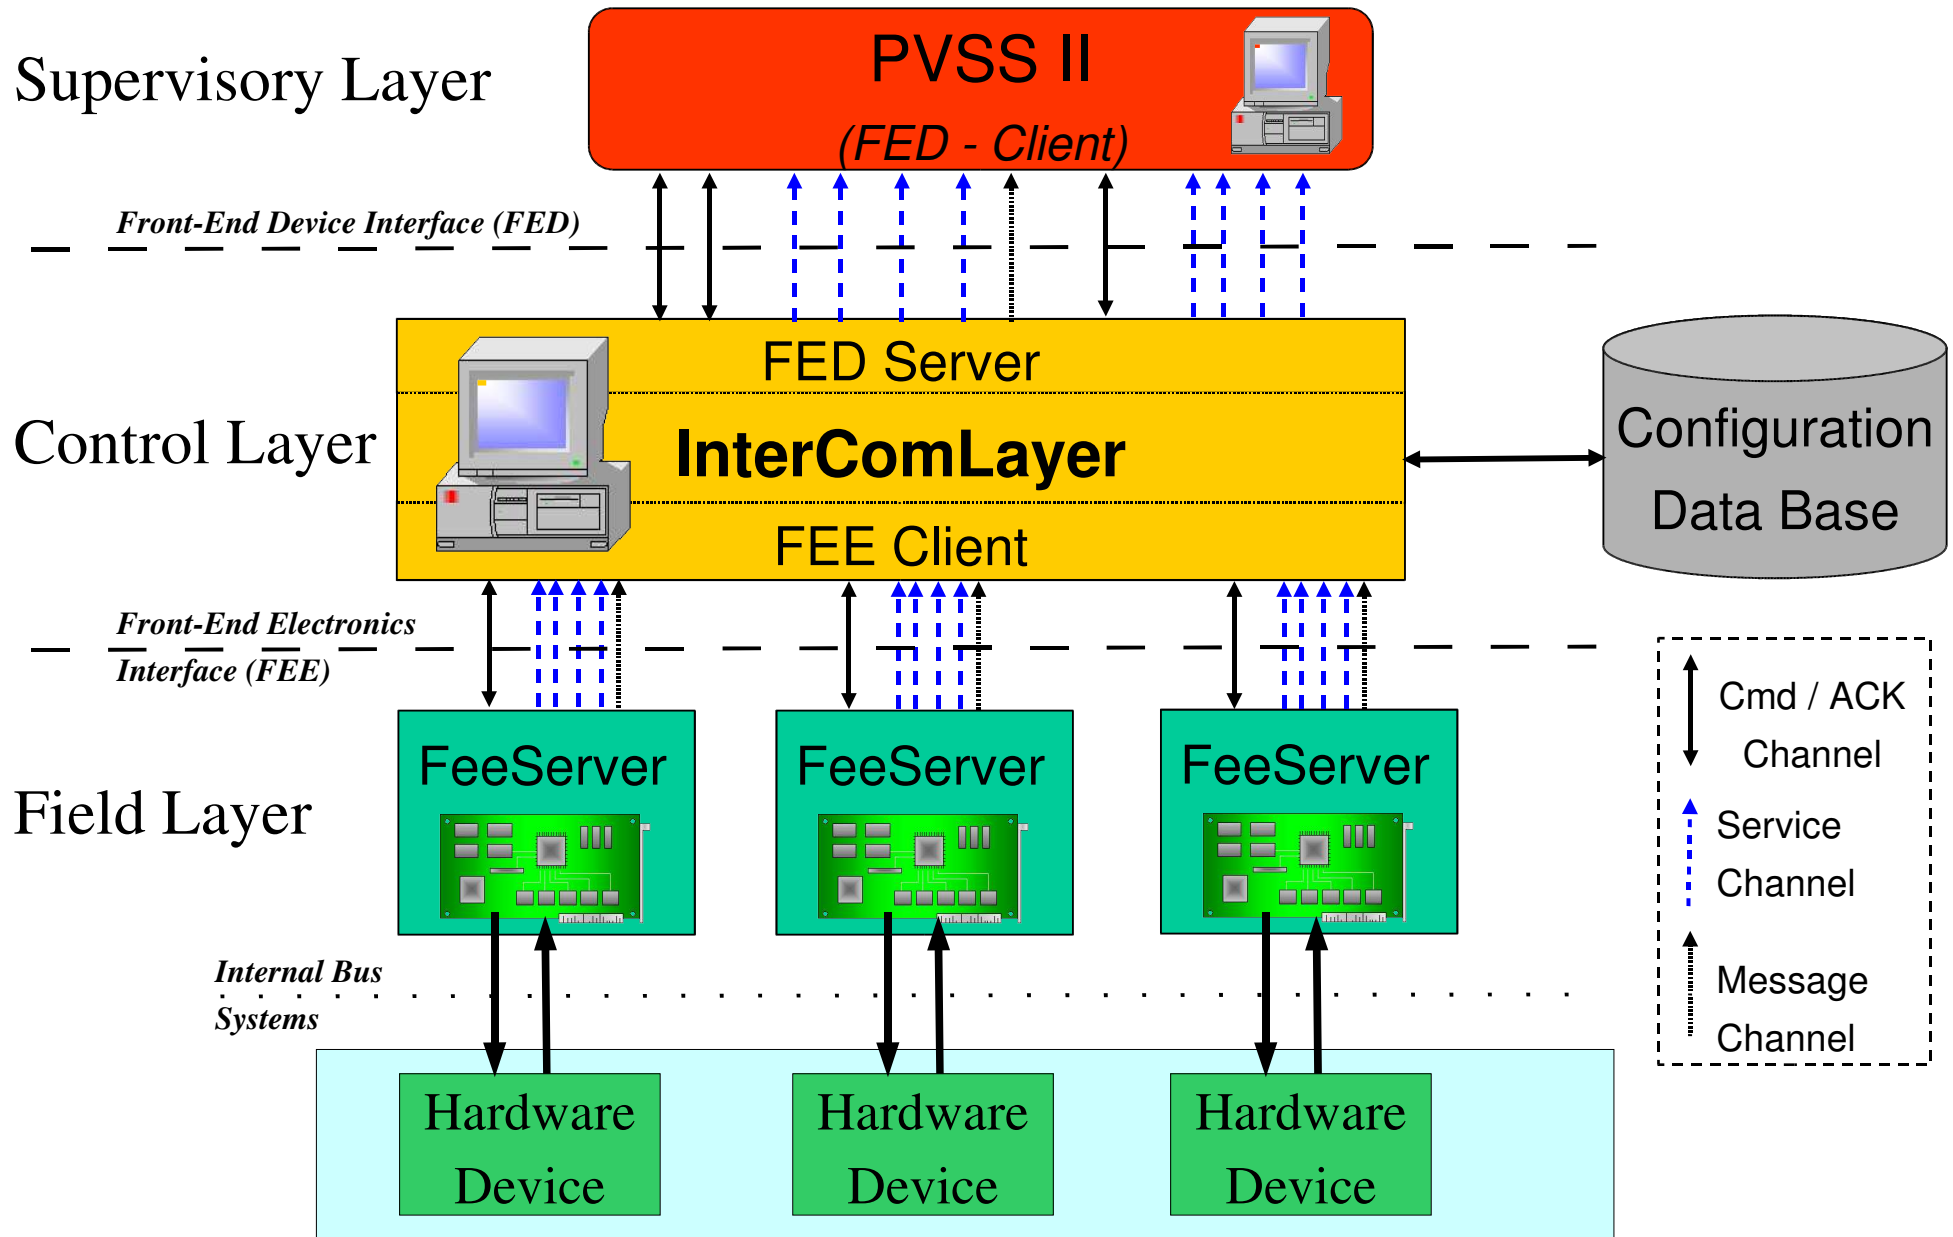 Supervisory Layer
PVSS II
(FED - Client)
Front-End Device Interface (FED)
Control Layer
FED Server
InterComLayer
FEE Client
Configuration
Data Base
Front-End Electronics
Interface (FEE)
Field Layer
FeeServer
FeeServer
FeeServer
Cmd / ACK
Channel
Service
Channel
Message
Channel
Internal Bus
Systems
Hardware
Device
Hardware
Device
Hardware
Device